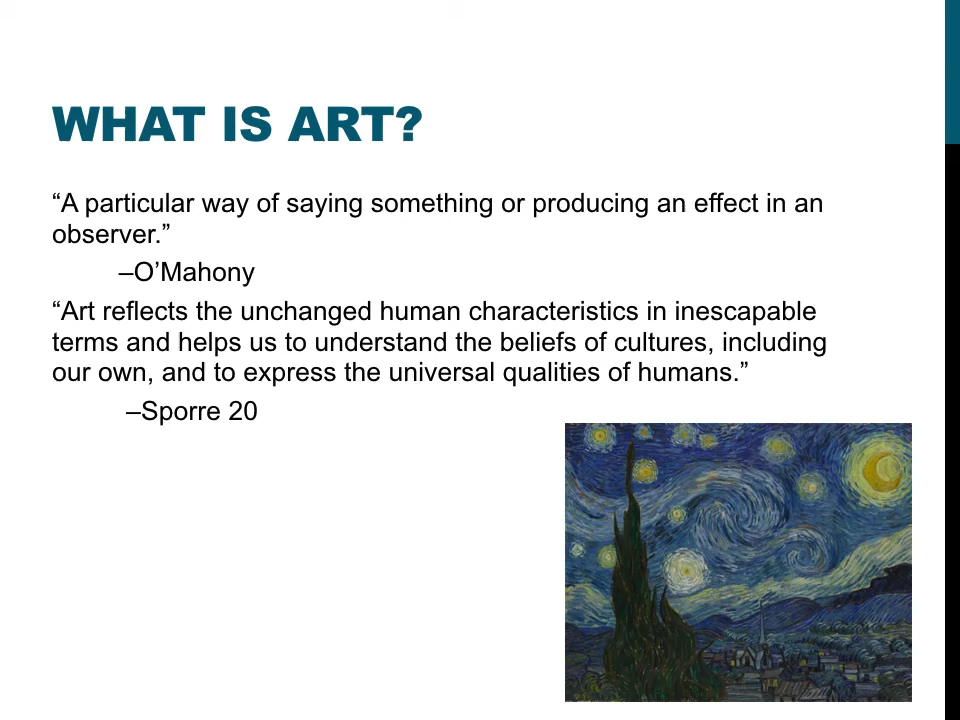 WHAT IS ART?
“A particular way of saying something or producing an effect in an
observer.”
–O’Mahony
“Art reflects the unchanged human characteristics in inescapable
terms and helps us to understand the beliefs of cultures, including
our own, and to express the universal qualities of humans.”
–Sporre 20